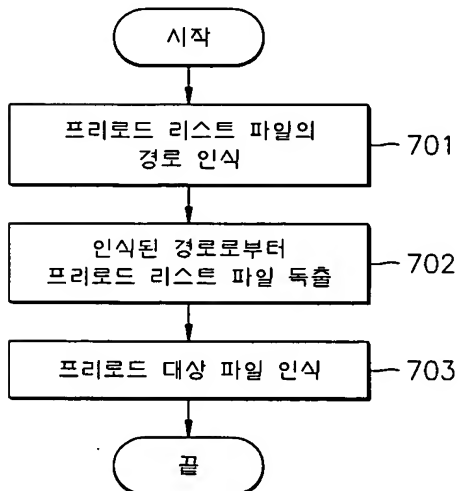 시작
프리로드 리스트 파일의
경로 인식
701
인식된 경로로부터
프리로드 리스트 파일 독출
702
프리로드 대상 파일 인식
703
끝